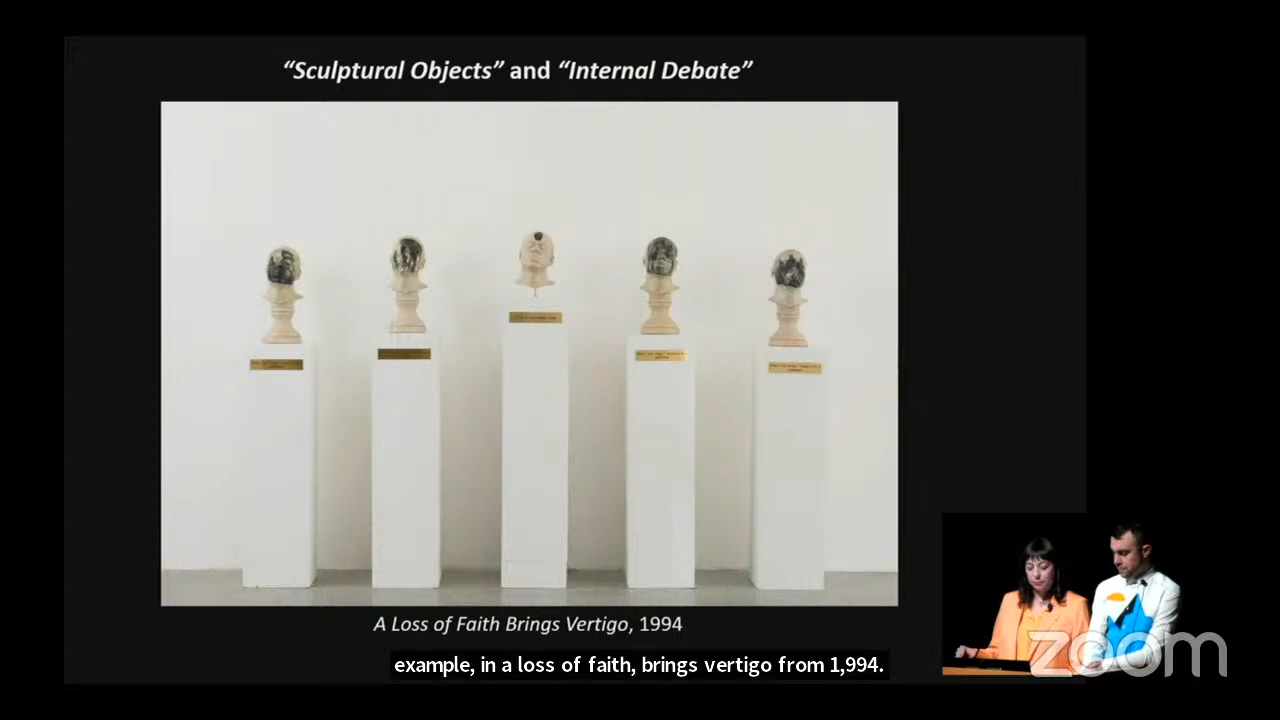 “Sculptural Objects” and “Internal Debate”
A Loss of Faith Brings Vertigo, 1994
example, in a loss of faith, brings vertigo from 1,994.
zoom